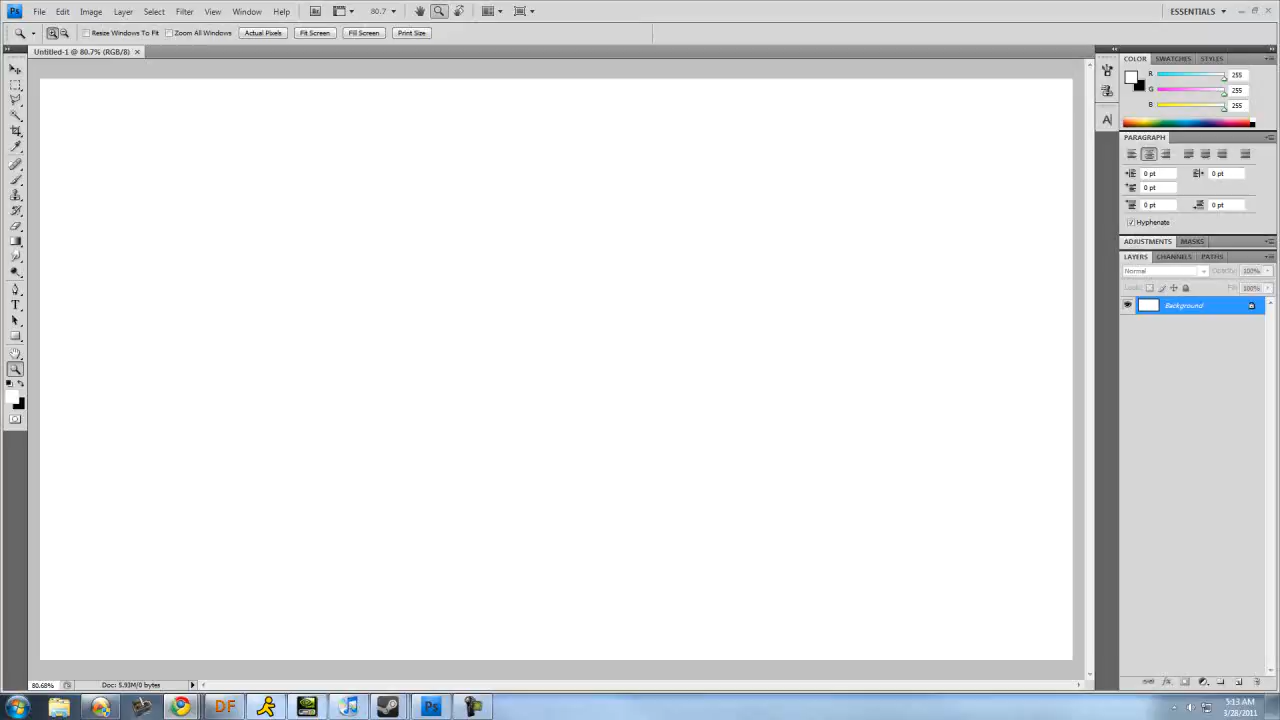 Ps File Edit Image Layer Select Filter View Window Help Br 80.7 ESSENTIALS
Resize Windows To Fit Zoom All Windows Actual Pixels Fit Screen Fill Screen Print Size
Untitled-1 @ 80.7% (RGB/8)
COLOR SWATCHES STYLES
R 255
G 255
B 255
PARAGRAPH
0 pt 0 pt
0 pt
0 pt 0 pt
Hyphenate
ADJUSTMENTS MASKS
LAYERS CHANNELS PATHS
Normal Opacity: 100%
Lock: Fill: 100%
Background
80.68% Doc: 5.93M/0 bytes
DF Ps
5:13 AM
3/28/2011